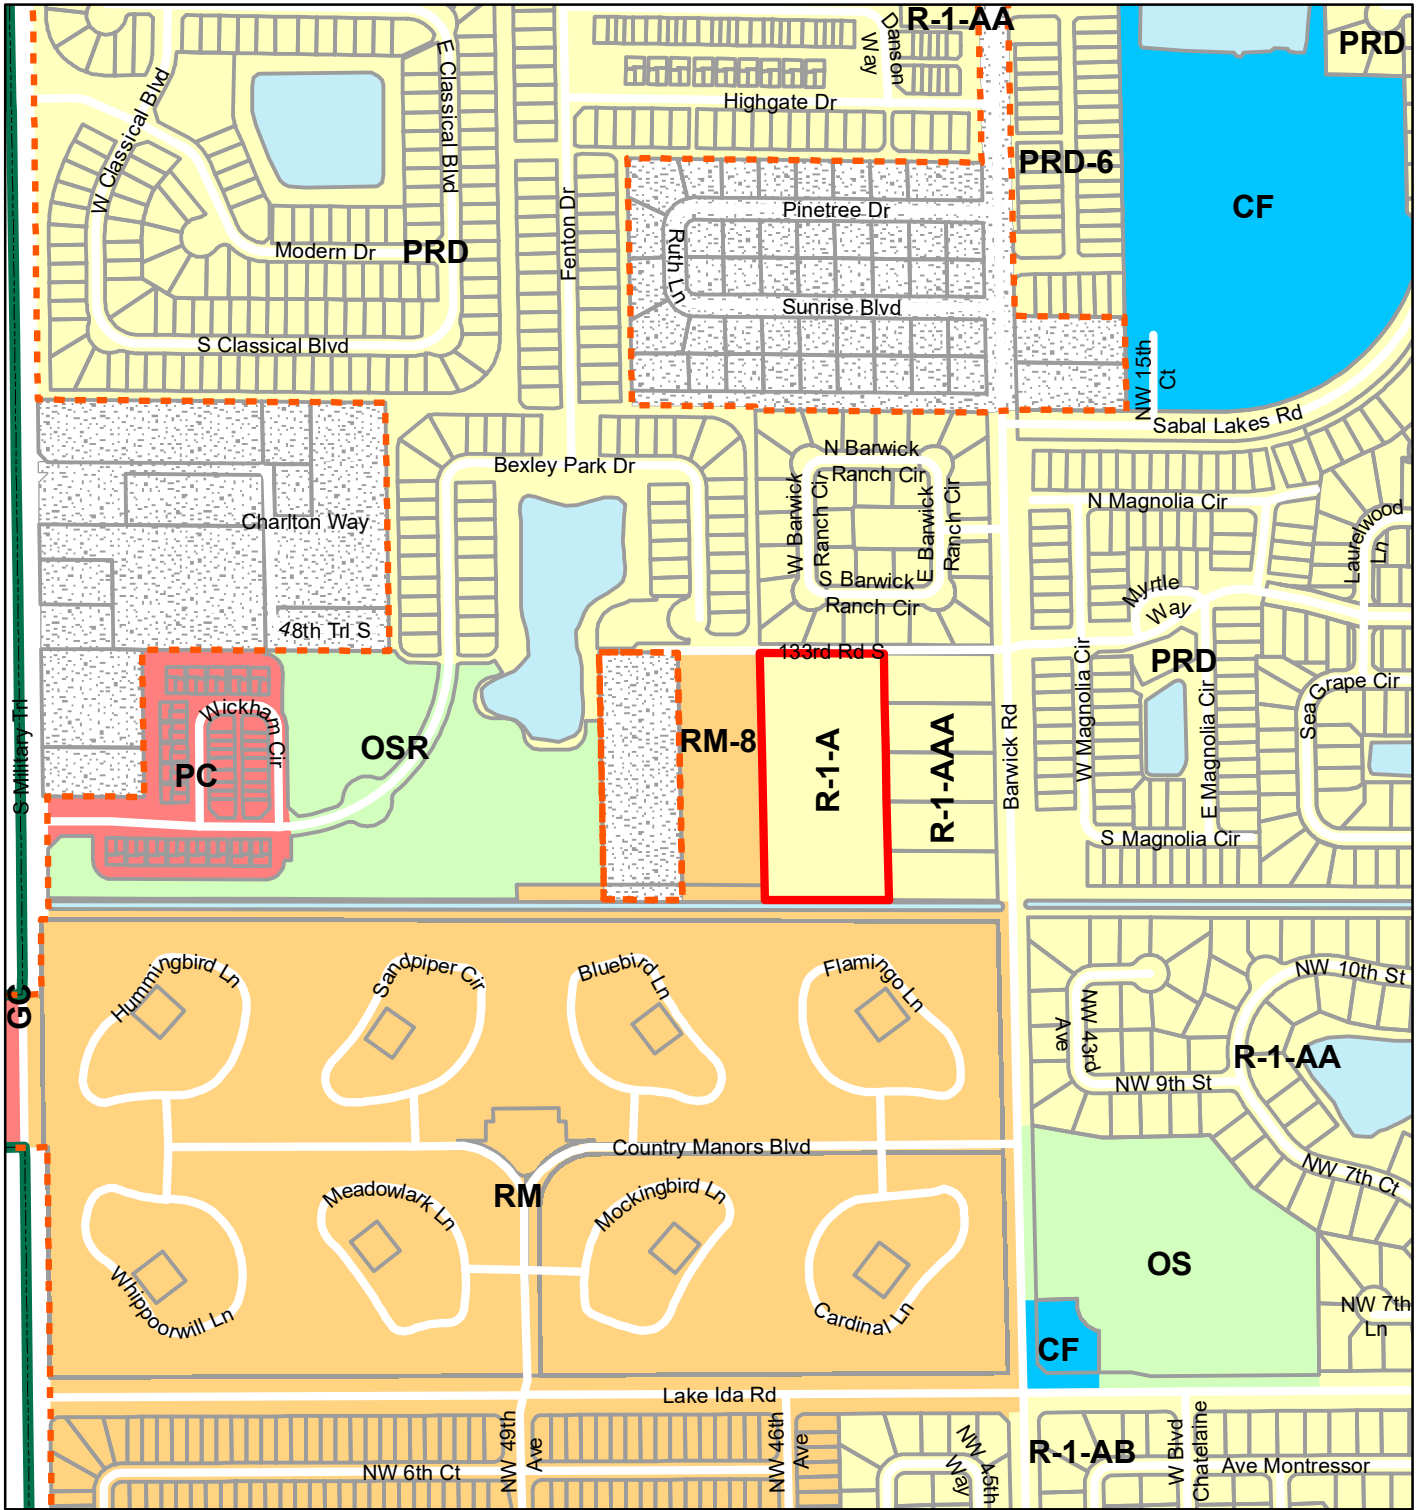 R-1-AA
Danson
Way
PRD
E Classical Blvd
W Classical Blvd
Highgate Dr
PRD-6
CF
Fenton Dr
Pinetree Dr
Ruth Ln
Modern Dr
PRD
Sunrise Blvd
S Classical Blvd
NW 15th
Ct
Sabal Lakes Rd
N Barwick
Ranch Cir
Bexley Park Dr
W Barwick
Ranch Cir
E Barwick
Ranch Cir
N Magnolia Cir
Charlton Way
Laurelwood
Ln
S Barwick
Ranch Cir
Myrtle
Way
48th Trl S
133rd Rd S
PRD
W Magnolia Cir
E Magnolia Cir
Sea Grape Cir
S Military Trl
Wickham Cir
PC
OSR
RM-8
R-1-A
R-1-AAA
Barwick Rd
S Magnolia Cir
GC
Hummingbird Ln
Sandpiper Cir
Bluebird Ln
Flamingo Ln
NW 10th St
NW 43rd
Ave
R-1-AA
NW 9th St
Country Manors Blvd
NW 7th Ct
RM
Meadowlark Ln
Mockingbird Ln
Whippoorwill Ln
Cardinal Ln
OS
NW 7th
Ln
CF
Lake Ida Rd
NW 49th
Ave
NW 46th
Ave
NW 45th
Way
R-1-AB
W Blvd
Chatelaine
NW 6th Ct
Ave Montressor